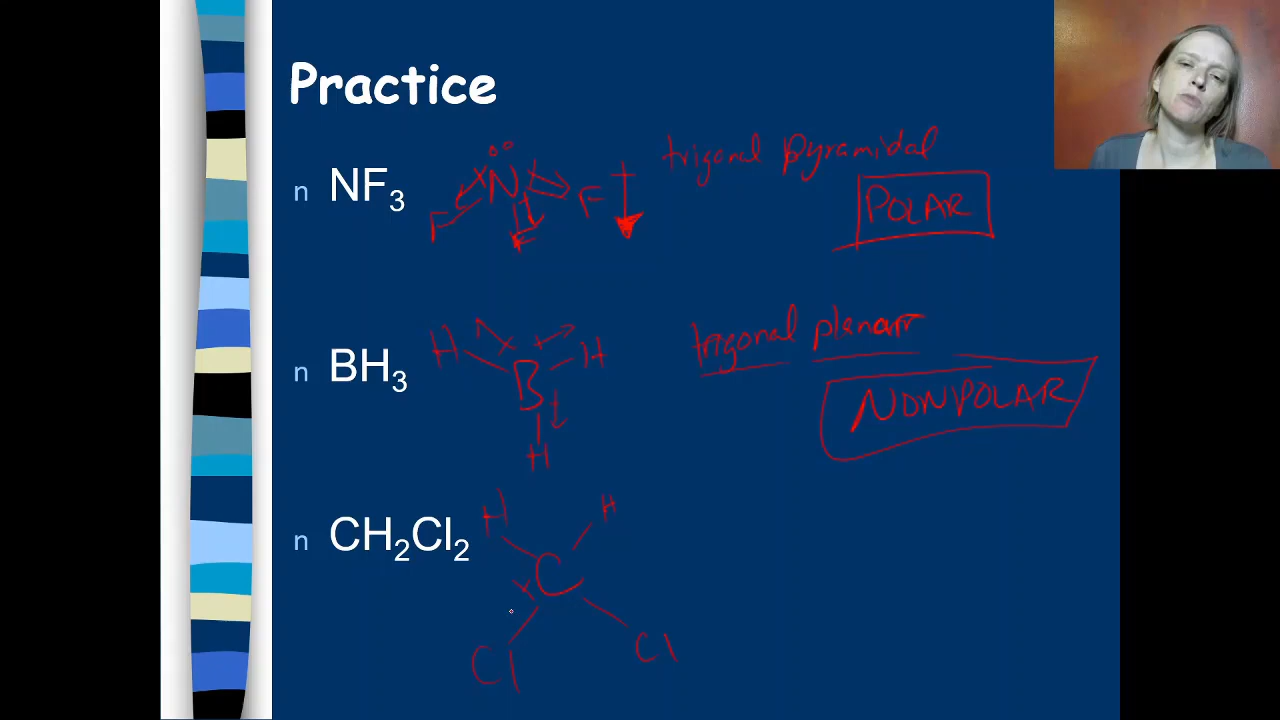 Practice
n NF3
N
F F F
trigonal pyramidal
POLAR
n BH3
H H
B
H
trigonal planar
NONPOLAR
n CH2Cl2
H H
C
Cl Cl